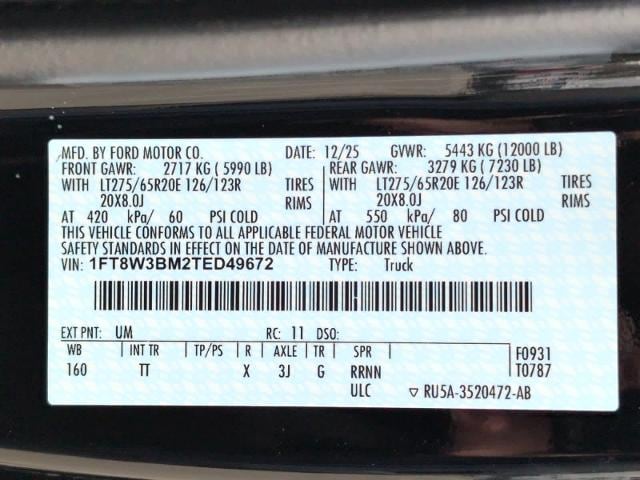 MFD. BY FORD MOTOR CO. DATE: 12/25 GVWR: 5443 KG (12000 LB)
FRONT GAWR: 2717 KG (5990 LB) REAR GAWR: 3279 KG (7230 LB)
WITH LT275/65R20E 126/123R TIRES WITH LT275/65R20E 126/123R TIRES
20X8.0J RIMS 20X8.0J RIMS
AT 420 kPa/ 60 PSI COLD AT 550 kPa/ 80 PSI COLD
THIS VEHICLE CONFORMS TO ALL APPLICABLE FEDERAL MOTOR VEHICLE
SAFETY STANDARDS IN EFFECT ON THE DATE OF MANUFACTURE SHOWN ABOVE.
VIN: 1FT8W3BM2TED49672 TYPE: Truck
EXT PNT: UM RC: 11 DSO:
WB INT TR TP/PS R AXLE TR SPR F0931
160 TT X 3J G RRNN T0787
ULC ▽ RU5A-3520472-AB